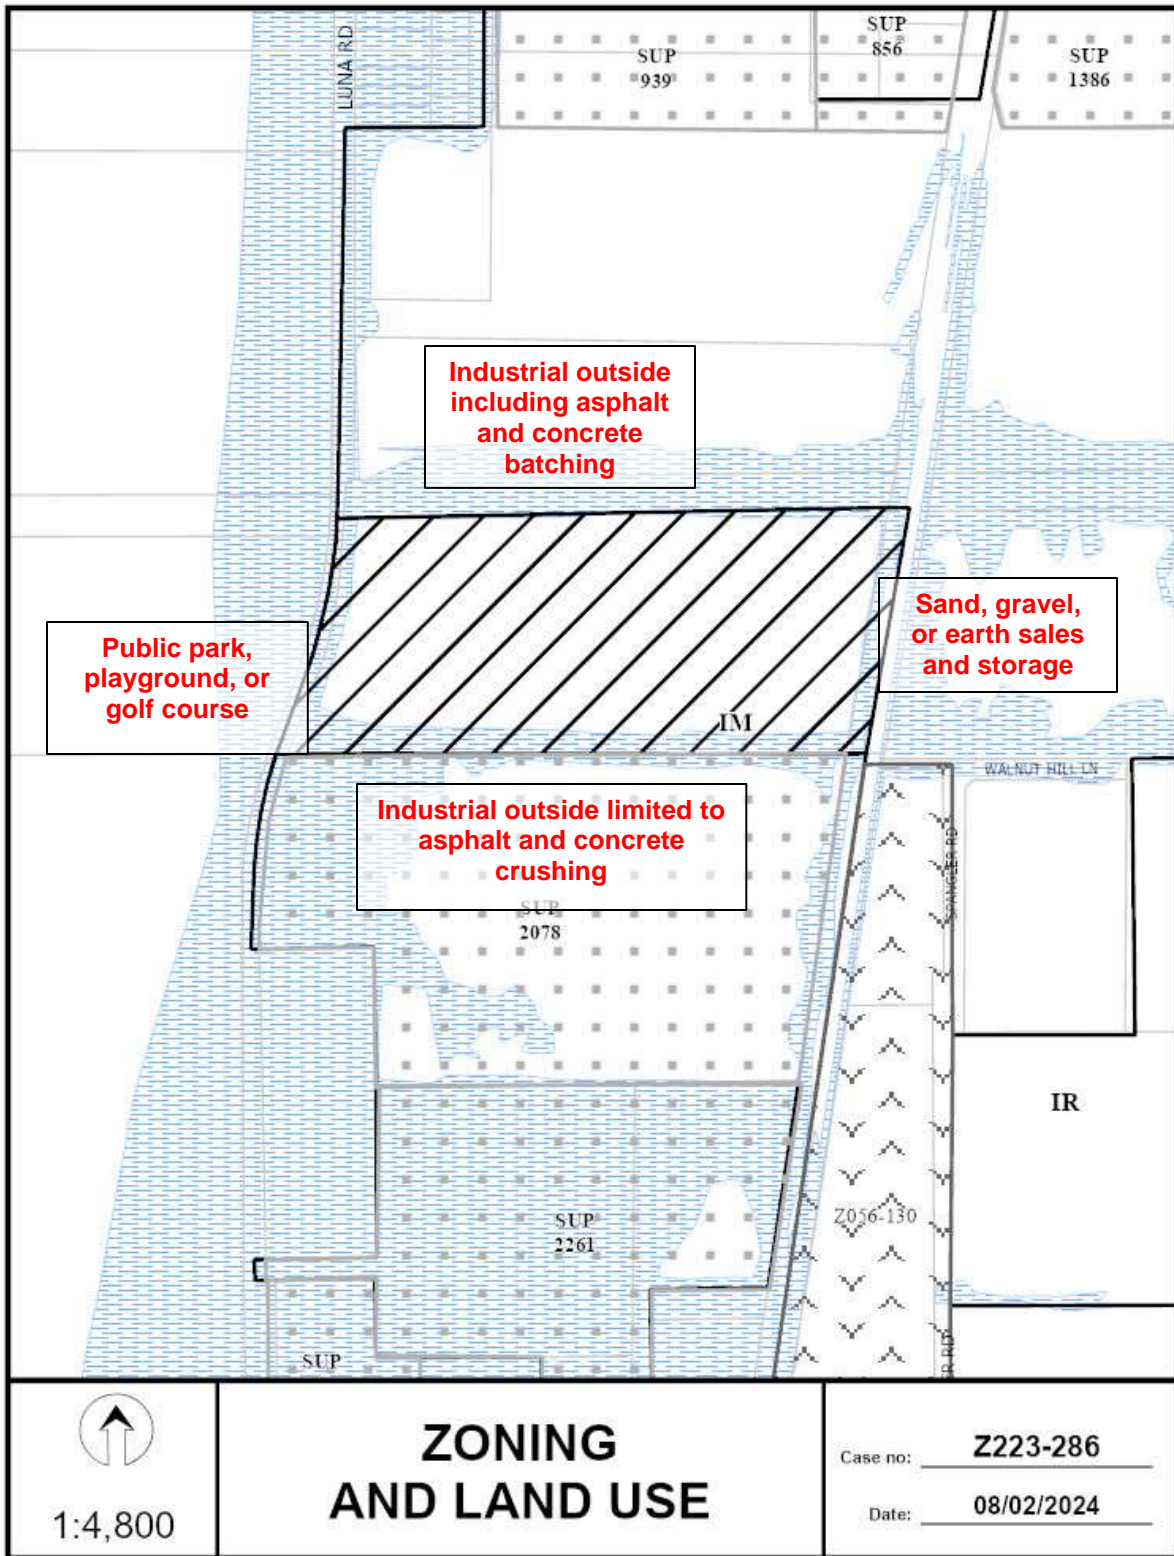 LUNA RD
SUP
939
SUP
856
SUP
1386
Industrial outside
including asphalt
and concrete
batching
Public park,
playground, or
golf course
Sand, gravel,
or earth sales
and storage
IM
WALNUT HILL LN
Industrial outside limited to
asphalt and concrete
crushing
SPANGLER RD
SUP
2078
IR
Z056-130
SUP
2261
SUP
R RD
1:4,800
ZONING
AND LAND USE
Case no: Z223-286
Date: 08/02/2024